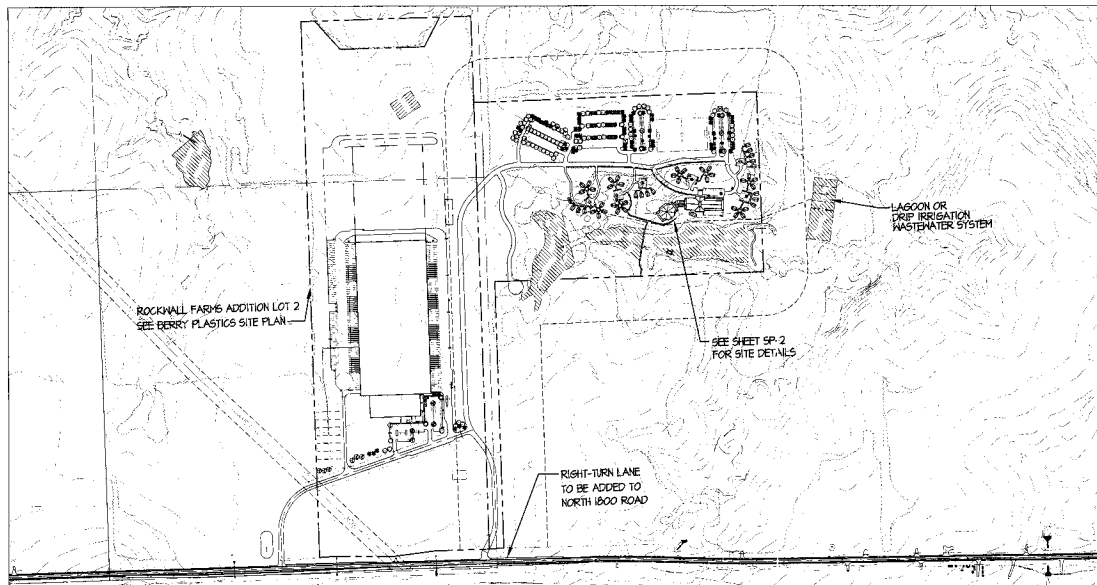 LAGOON OR
DRIP IRRIGATION
WASTEWATER SYSTEM
ROCKWALL FARMS ADDITION LOT 2
SEE BERRY PLASTICS SITE PLAN
SEE SHEET SP-2
FOR SITE DETAILS
RIGHT-TURN LANE
TO BE ADDED TO
NORTH 1800 ROAD